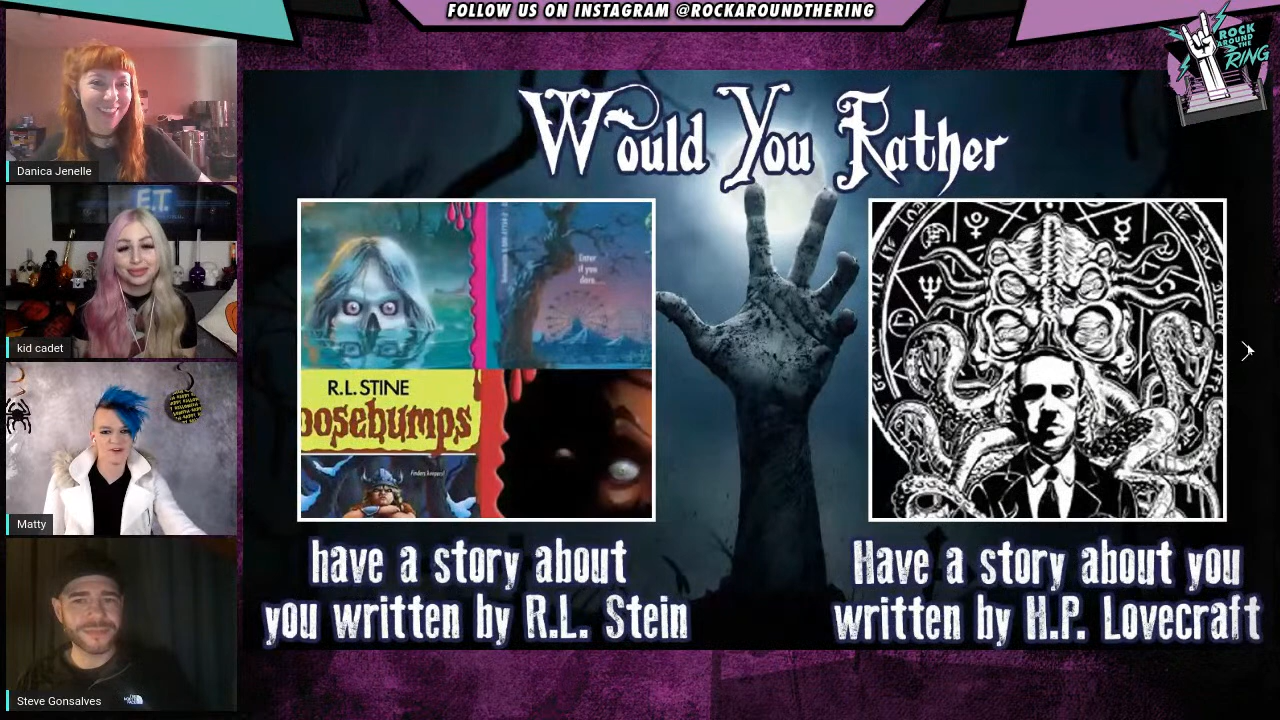 FOLLOW US ON INSTAGRAM @ROCKAROUNDTHERING
ROCK
AROUND
THE
RING
Danica Jenelle
E.T.
kid cadet
Matty
Steve Gonsalves
Would You Rather
Enter
if you
dare....
R.L. STINE
oosebumps
Finders keepers!
have a story about
you written by R.L. Stein
Have a story about you
written by H.P. Lovecraft